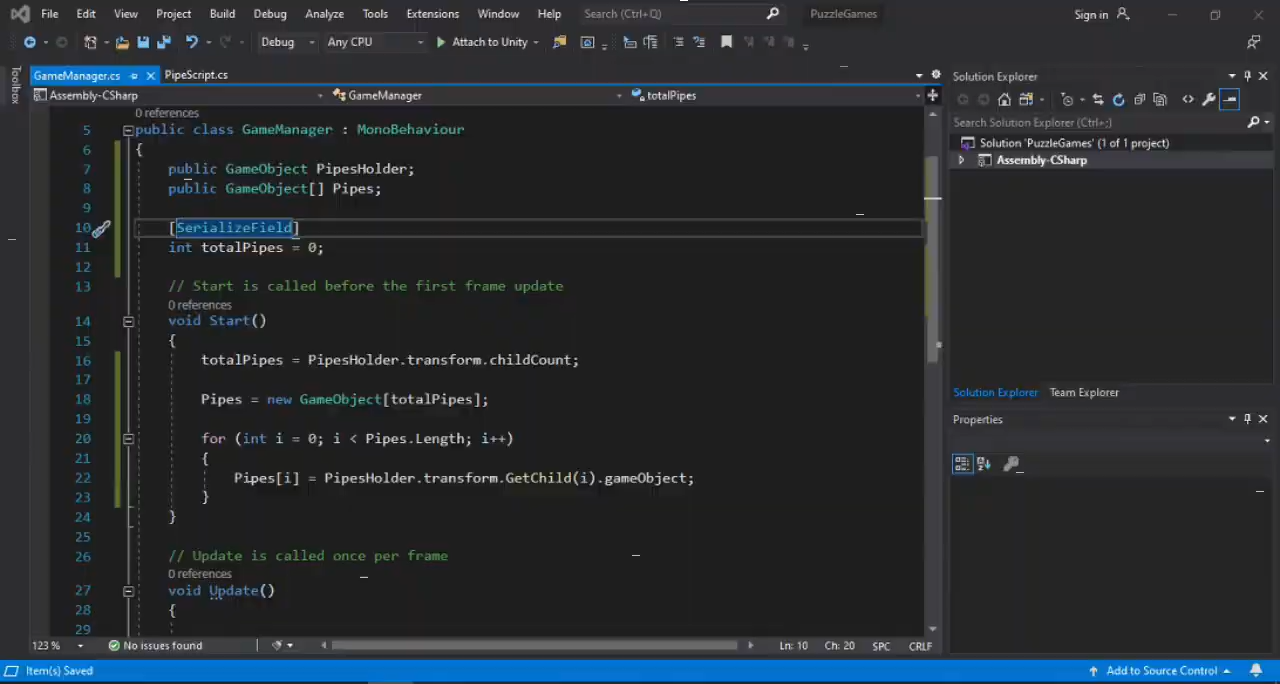 File Edit View Project Build Debug Analyze Tools Extensions Window Help Search (Ctrl+Q) PuzzleGames Sign in
Debug Any CPU Attach to Unity
Toolbox
GameManager.cs PipeScript.cs
Assembly-CSharp GameManager totalPipes
0 references
5 public class GameManager : MonoBehaviour
6 {
7 public GameObject PipesHolder;
8 public GameObject[] Pipes;
9
10 [SerializeField]
11 int totalPipes = 0;
12
13 // Start is called before the first frame update
0 references
14 void Start()
15 {
16 totalPipes = PipesHolder.transform.childCount;
17
18 Pipes = new GameObject[totalPipes];
19
20 for (int i = 0; i < Pipes.Length; i++)
21 {
22 Pipes[i] = PipesHolder.transform.GetChild(i).gameObject;
23 }
24 }
25
26 // Update is called once per frame
0 references
27 void Update()
28 {
29
123 % No issues found Ln: 10 Ch: 20 SPC CRLF
Solution Explorer
Search Solution Explorer (Ctrl+;)
Solution 'PuzzleGames' (1 of 1 project)
Assembly-CSharp
Solution Explorer Team Explorer
Properties
Item(s) Saved Add to Source Control